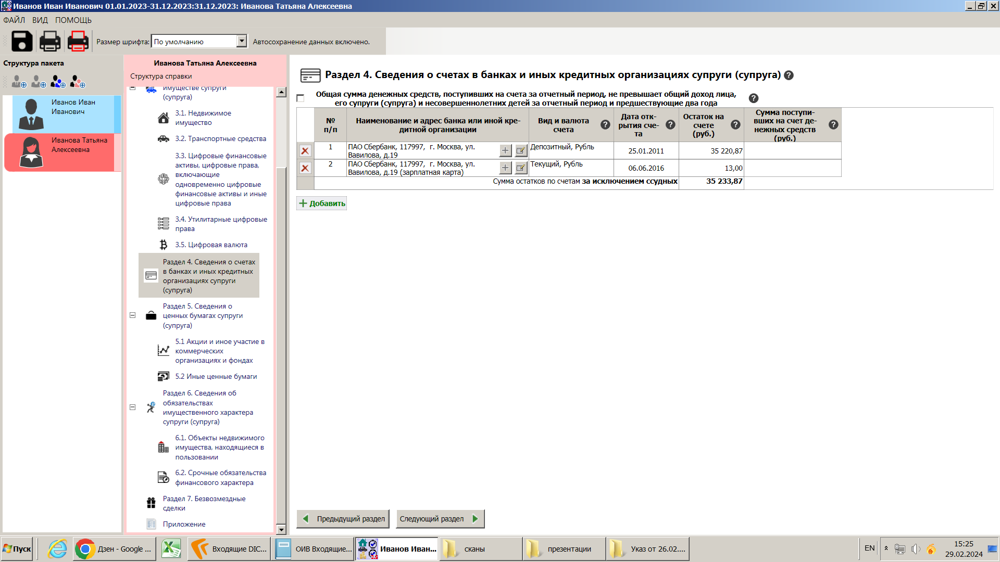 Иванов Иван Иванович 01.01.2023-31.12.2023:31.12.2023: Иванова Татьяна Алексеевна
ФАЙЛ ВИД ПОМОЩЬ
Размер шрифта: По умолчанию Автосохранение данных включено.
Структура пакета
Иванов Иван
Иванович
Иванова Татьяна
Алексеевна
Иванова Татьяна Алексеевна
Структура справки
имуществе супруги
(супруга)
3.1. Недвижимое
имущество
3.2. Транспортные средства
3.3. Цифровые финансовые
активы, цифровые права,
включающие
одновременно цифровые
финансовые активы и иные
цифровые права
3.4. Утилитарные цифровые
права
3.5. Цифровая валюта
Раздел 4. Сведения о счетах
в банках и иных кредитных
организациях супруги
(супруга)
Раздел 5. Сведения о
ценных бумагах супруги
(супруга)
5.1 Акции и иное участие в
коммерческих
организациях и фондах
5.2 Иные ценные бумаги
Раздел 6. Сведения об
обязательствах
имущественного характера
супруги (супруга)
6.1. Объекты недвижимого
имущества, находящиеся в
пользовании
6.2. Срочные обязательства
финансового характера
Раздел 7. Безвозмездные
сделки
Приложение
Раздел 4. Сведения о счетах в банках и иных кредитных организациях супруги (супруга) ?
Общая сумма денежных средств, поступивших на счета за отчетный период, не превышает общий доход лица,
его супруги (супруга) и несовершеннолетних детей за отчетный период и предшествующие два года ?
№
п/п
Наименование и адрес банка или иной кре-
дитной организации
Вид и валюта
счета ?
Дата отк-
рытия сче-
та ?
Остаток на
счете
(руб.) ?
Сумма поступи-
вших на счет де-
нежных средств
(руб.) ?
1 ПАО Сбербанк, 117997, г. Москва, ул.
Вавилова, д.19
Депозитный, Рубль 25.01.2011 35 220,87
2 ПАО Сбербанк, 117997, г. Москва, ул.
Вавилова, д.19 (зарплатная карта)
Текущий, Рубль 06.06.2016 13,00
Сумма остатков по счетам за исключением ссудных 35 233,87
+ Добавить
Предыдущий раздел Следующий раздел
Пуск Дзен - Google ... Входящие DIC... ОИВ Входящие... Иванов Иван... сканы презентации Указ от 26.02.... EN 15:25
29.02.2024